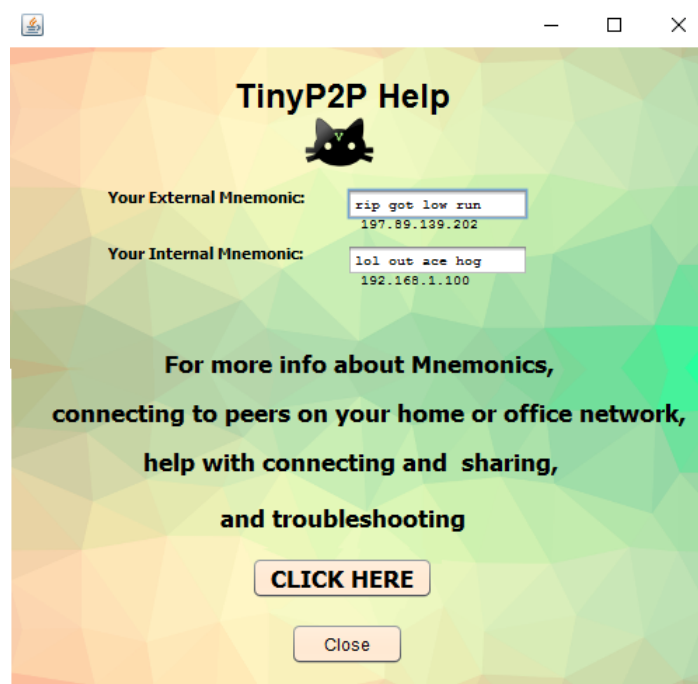 TinyP2P Help
V
Your External Mnemonic: rip got low run
197.89.139.202
Your Internal Mnemonic: lol out ace hog
192.168.1.100
For more info about Mnemonics,
connecting to peers on your home or office network,
help with connecting and sharing,
and troubleshooting
CLICK HERE
Close